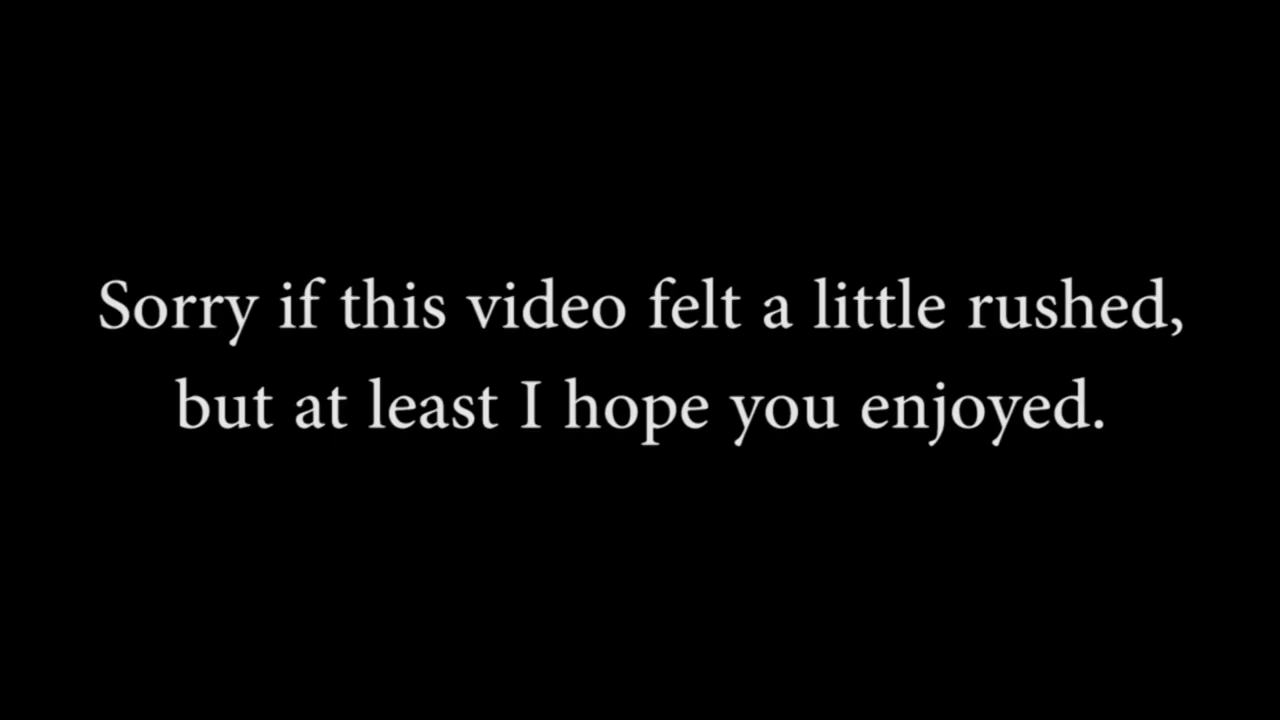 Sorry if this video felt a little rushed,
but at least I hope you enjoyed.